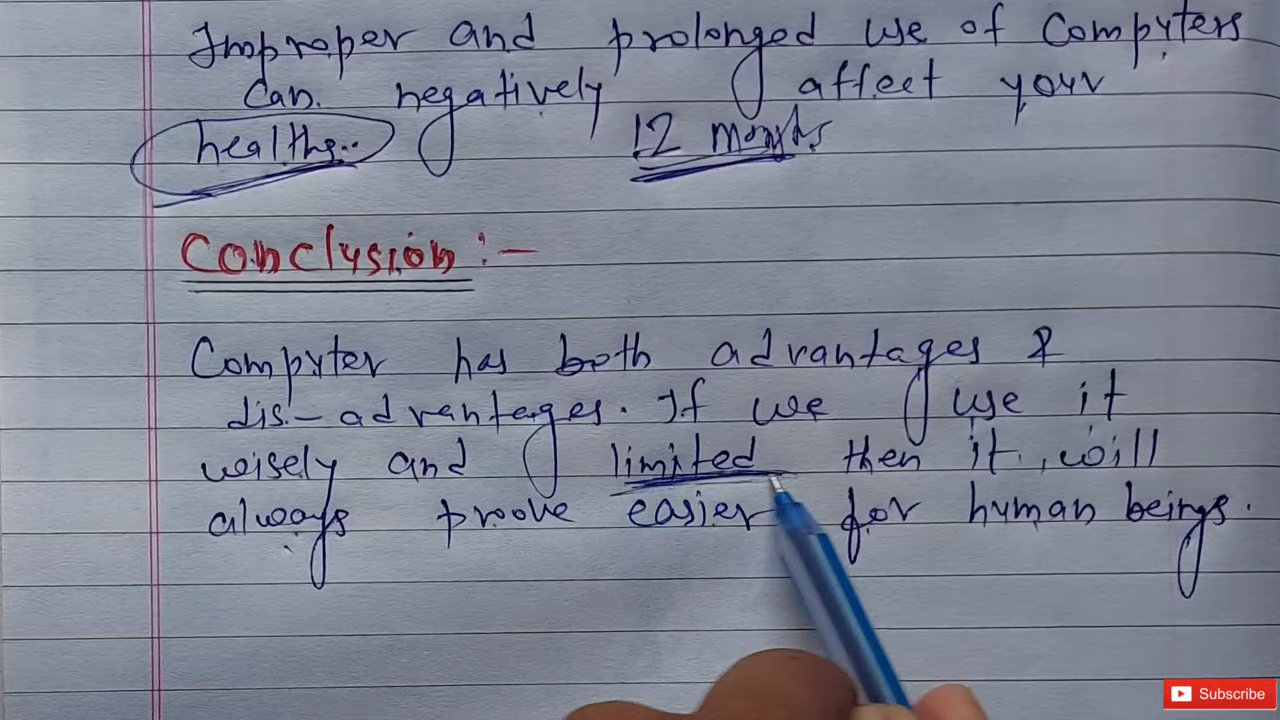 Improper and prolonged use of Computers
Can negatively affect your
health. 12 months
Conclusion :-
Computer has both advantages &
dis-advantages. If we use it
wisely and limited then it will
always prove easier for human beings.
Subscribe